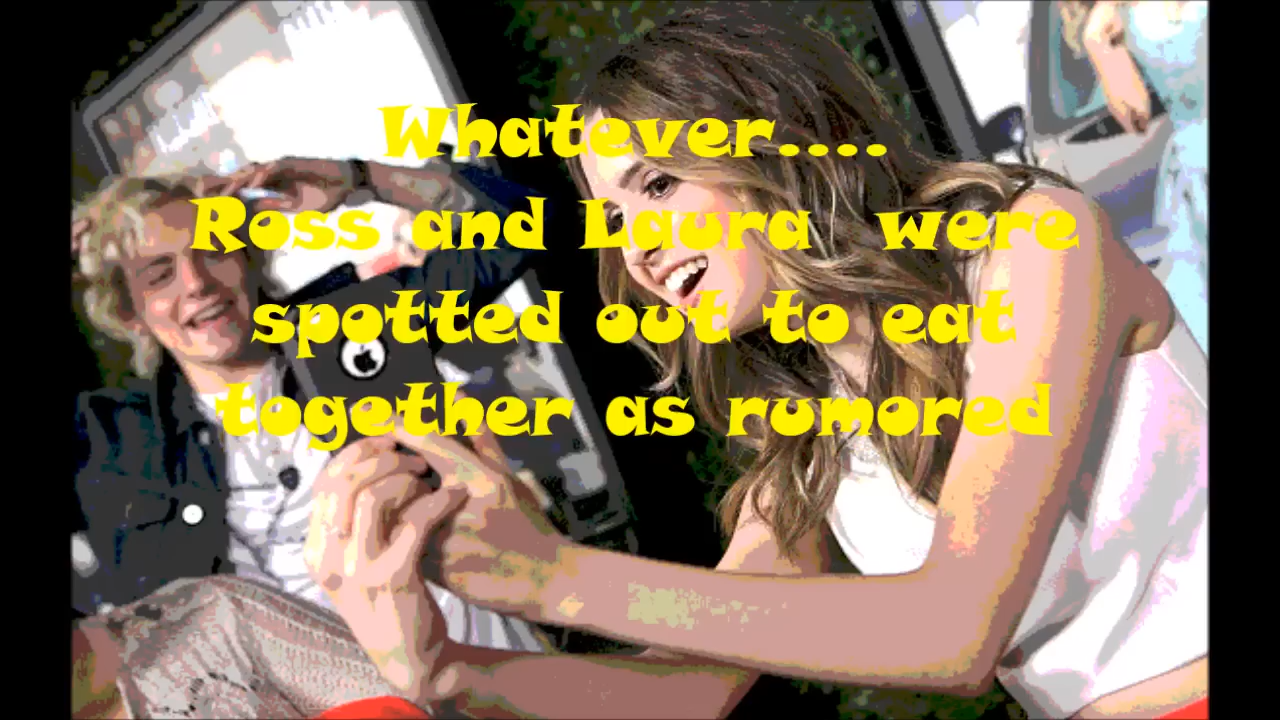 Whatever....
Ross and Laura were
spotted out to eat
together as rumored